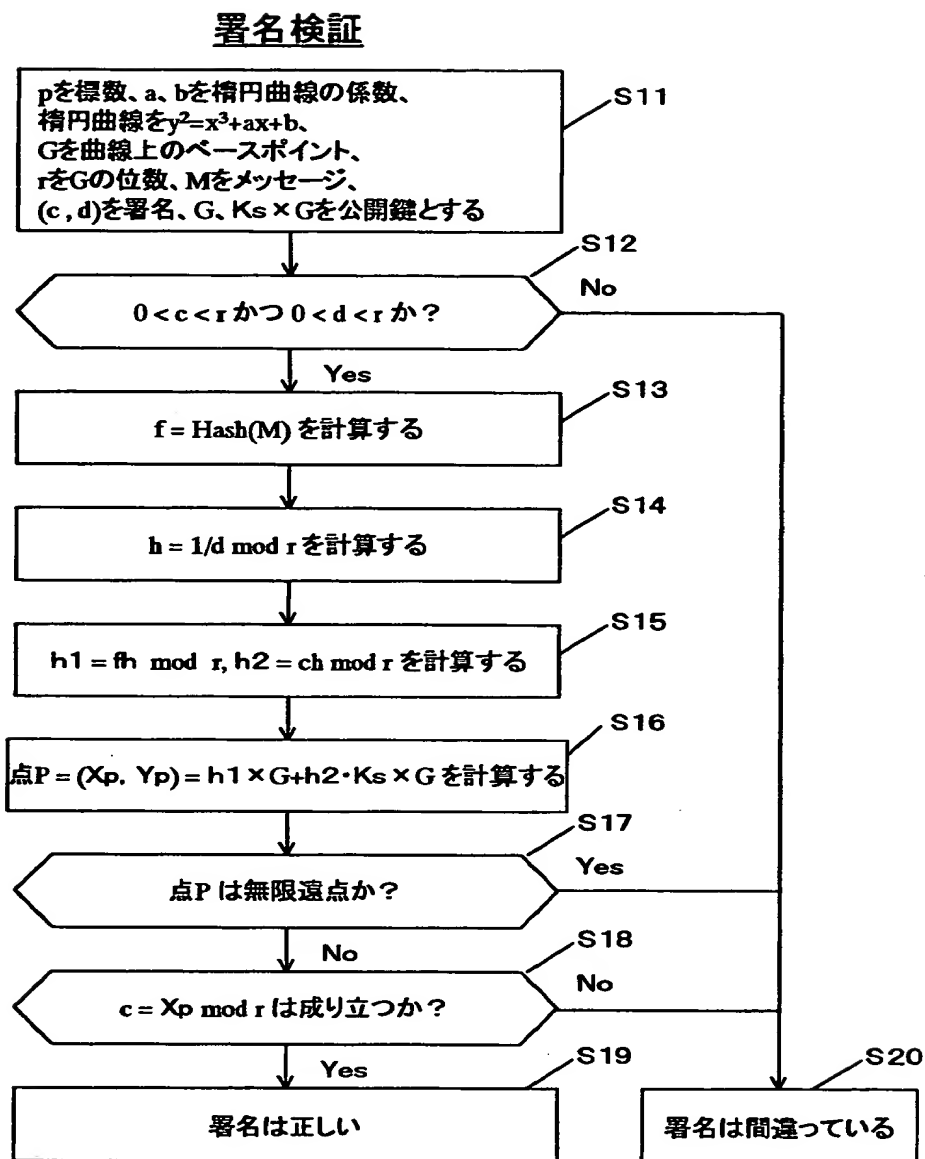 署名検証
pを標数、a、bを楕円曲線の係数、
楕円曲線をy²=x³+ax+b、
Gを曲線上のベースポイント、
rをGの位数、Mをメッセージ、
(c , d)を署名、G、Ks×Gを公開鍵とする
S11
S12
0 < c < r かつ 0 < d < r か？
No
Yes
S13
f = Hash(M) を計算する
S14
h = 1/d mod r を計算する
S15
h1 = fh mod r, h2 = ch mod r を計算する
S16
点P = (Xp, Yp) = h1×G+h2・Ks×G を計算する
S17
点P は無限遠点か？
Yes
No
S18
c = Xp mod r は成り立つか？
No
Yes
S19
署名は正しい
S20
署名は間違っている